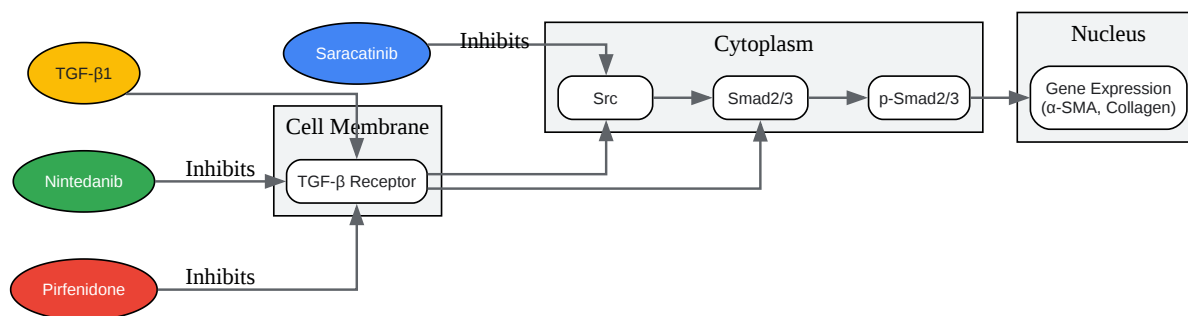 TGF-β1
Saracatinib
Inhibits
Cytoplasm
Nucleus
Src
Smad2/3
p-Smad2/3
Gene Expression
(α-SMA, Collagen)
Cell Membrane
Nintedanib
Inhibits
TGF-β Receptor
Pirfenidone
Inhibits